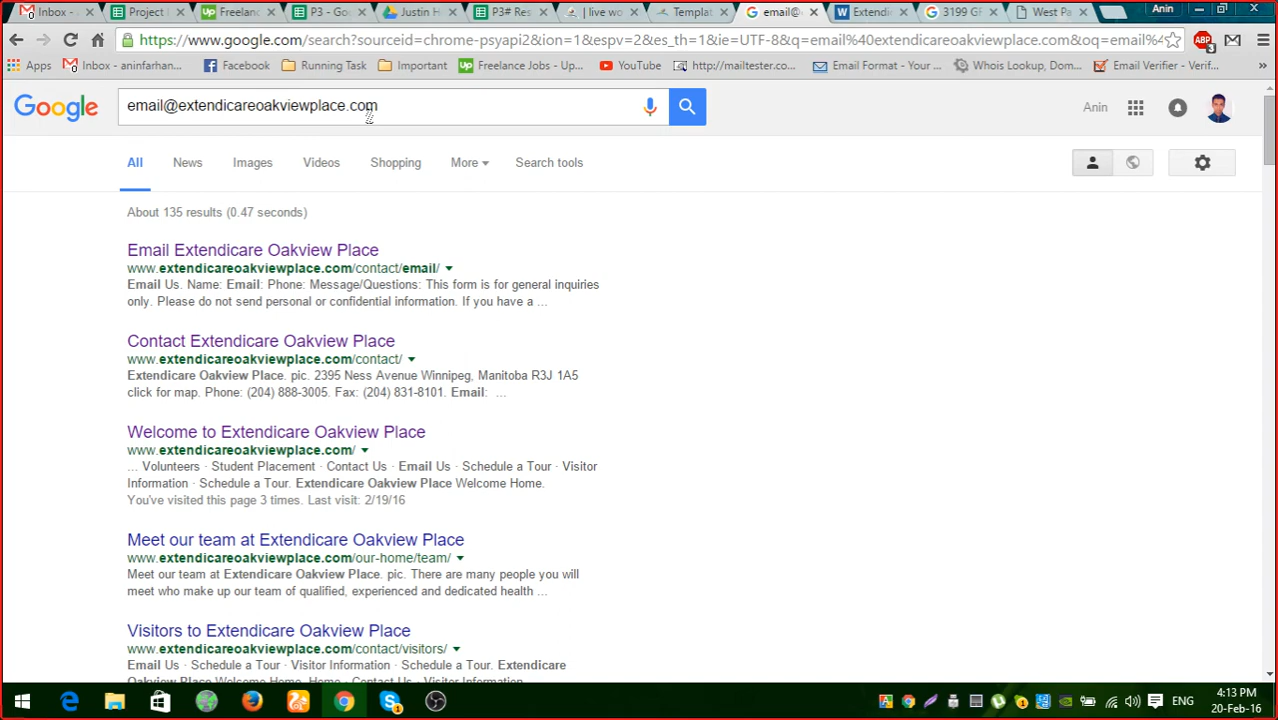 Inbox -
Project
Freelanc
P3 - Go
Justin H
P3# Res
| live wo
Templat
email@
Extendi
3199 GF
West Pa
Anin
https://www.google.com/search?sourceid=chrome-psyapi2&ion=1&espv=2&es_th=1&ie=UTF-8&q=email%40extendicareoakviewplace.com&oq=email%4
3
Apps
Inbox - aninfarhan...
Facebook
Running Task
Important
Freelance Jobs - Up...
YouTube
http://mailtester.co...
Email Format - Your ...
Whois Lookup, Dom...
Email Verifier - Verif...
»
Google
email@extendicareoakviewplace.com
Anin
All News Images Videos Shopping More Search tools
About 135 results (0.47 seconds)
Email Extendicare Oakview Place
www.extendicareoakviewplace.com/contact/email/
Email Us. Name: Email: Phone: Message/Questions: This form is for general inquiries
only. Please do not send personal or confidential information. If you have a ...
Contact Extendicare Oakview Place
www.extendicareoakviewplace.com/contact/
Extendicare Oakview Place. pic. 2395 Ness Avenue Winnipeg, Manitoba R3J 1A5
click for map. Phone: (204) 888-3005. Fax: (204) 831-8101. Email: ...
Welcome to Extendicare Oakview Place
www.extendicareoakviewplace.com/
... Volunteers · Student Placement · Contact Us · Email Us · Schedule a Tour · Visitor
Information · Schedule a Tour. Extendicare Oakview Place Welcome Home.
You've visited this page 3 times. Last visit: 2/19/16
Meet our team at Extendicare Oakview Place
www.extendicareoakviewplace.com/our-home/team/
Meet our team at Extendicare Oakview Place. pic. There are many people you will
meet who make up our team of qualified, experienced and dedicated health ...
Visitors to Extendicare Oakview Place
www.extendicareoakviewplace.com/contact/visitors/
Email Us · Schedule a Tour · Visitor Information · Schedule a Tour. Extendicare
Oakview Place Welcome Home. Home · Contact Us · Visitor Information
ENG
4:13 PM
20-Feb-16